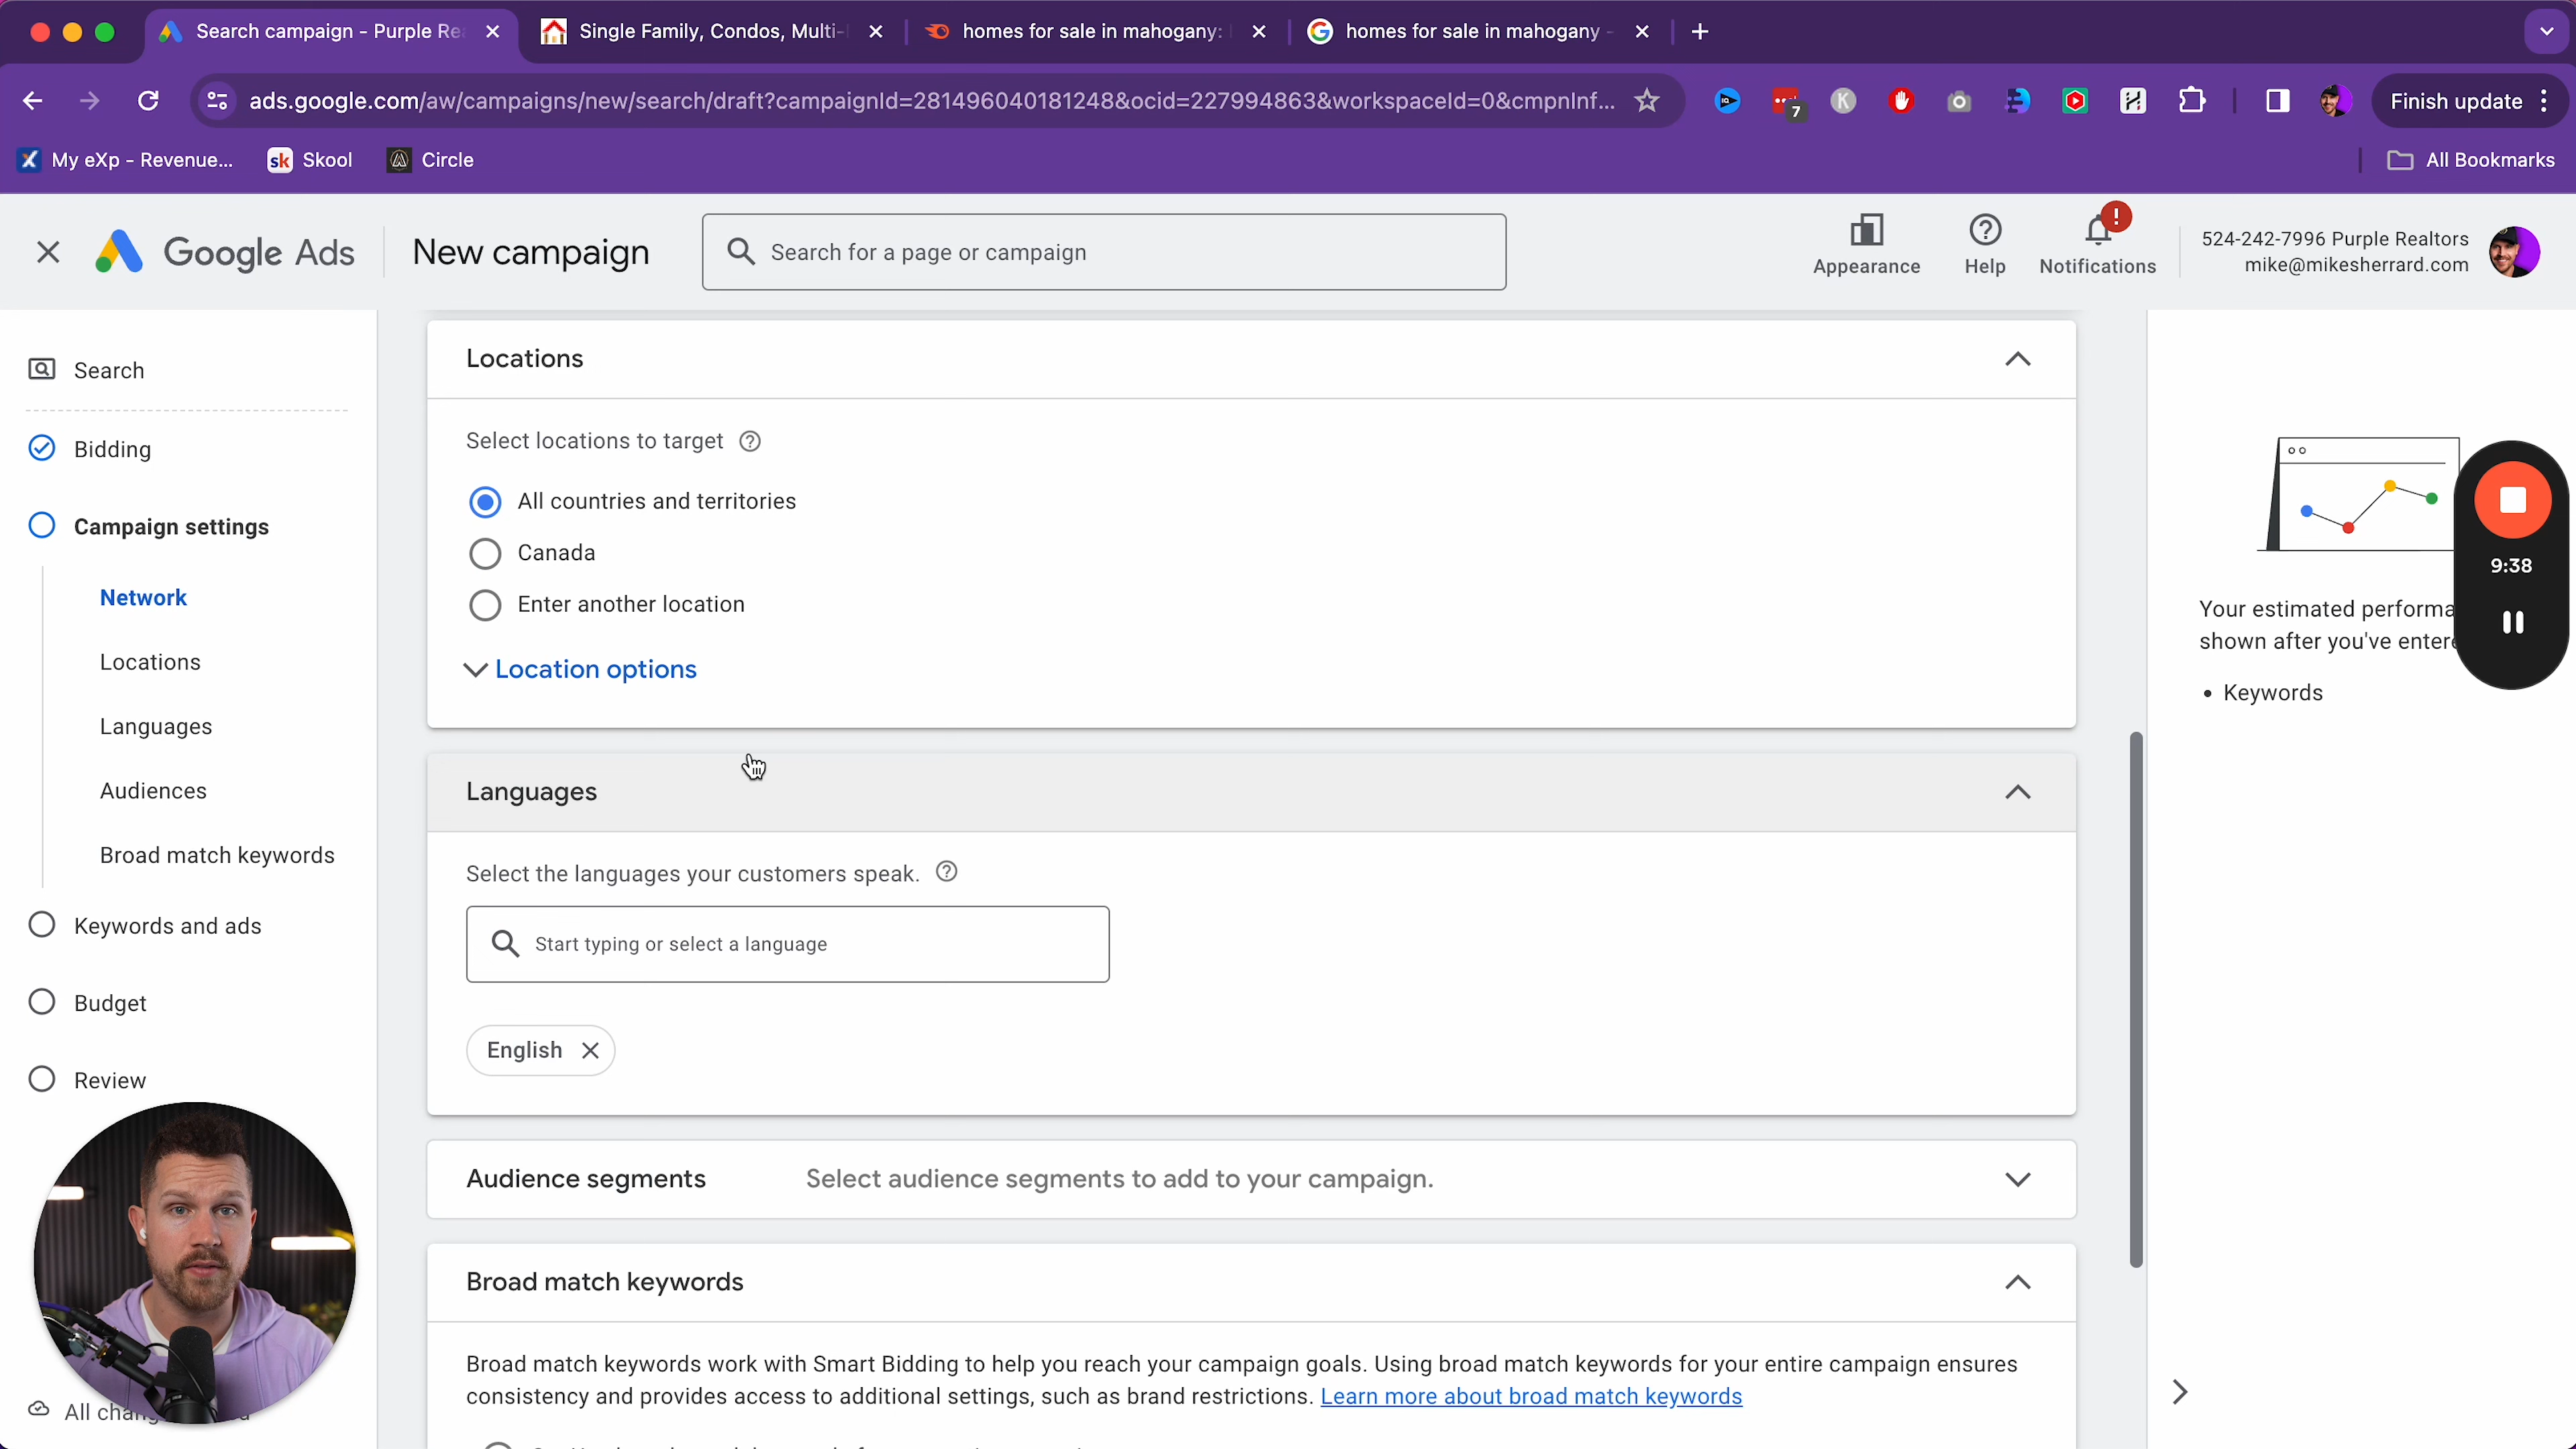 Search campaign - Purple Rea
Single Family, Condos, Multi-
homes for sale in mahogany:
homes for sale in mahogany -
ads.google.com/aw/campaigns/new/search/draft?campaignId=281496040181248&ocid=227994863&workspaceId=0&cmpnInf...
7
K
Finish update
My eXp - Revenue...
sk Skool
Circle
All Bookmarks
Google Ads
New campaign
Search for a page or campaign
Appearance
Help
Notifications
524-242-7996 Purple Realtors
mike@mikesherrard.com
Search
Bidding
Campaign settings
Network
Locations
Languages
Audiences
Broad match keywords
Keywords and ads
Budget
Review
Locations
Select locations to target
All countries and territories
Canada
Enter another location
Location options
Languages
Select the languages your customers speak.
Start typing or select a language
English
Audience segments
Select audience segments to add to your campaign.
Broad match keywords
Broad match keywords work with Smart Bidding to help you reach your campaign goals. Using broad match keywords for your entire campaign ensures
consistency and provides access to additional settings, such as brand restrictions. Learn more about broad match keywords
Your estimated performa
shown after you've entere
• Keywords
9:38
All chang